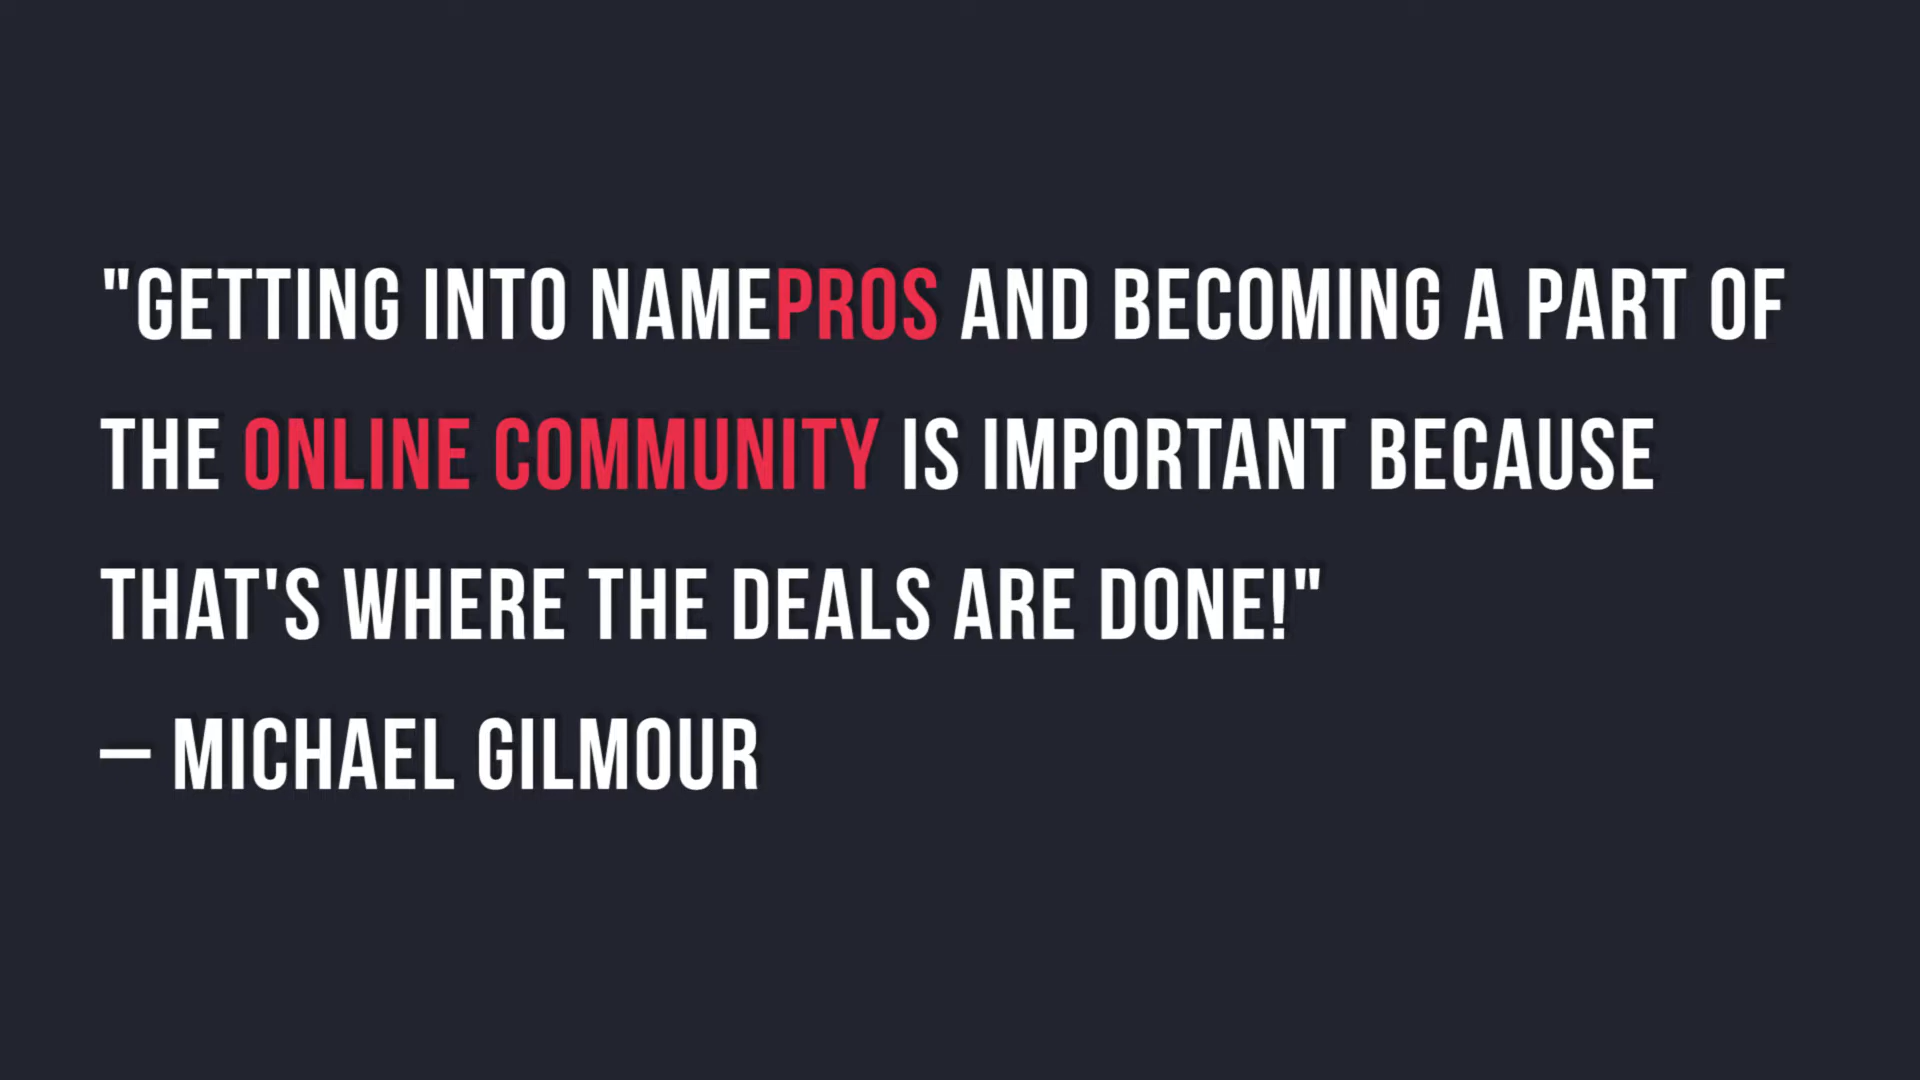 "GETTING INTO NAMEPROS AND BECOMING A PART OF
THE ONLINE COMMUNITY IS IMPORTANT BECAUSE
THAT'S WHERE THE DEALS ARE DONE!"
– MICHAEL GILMOUR